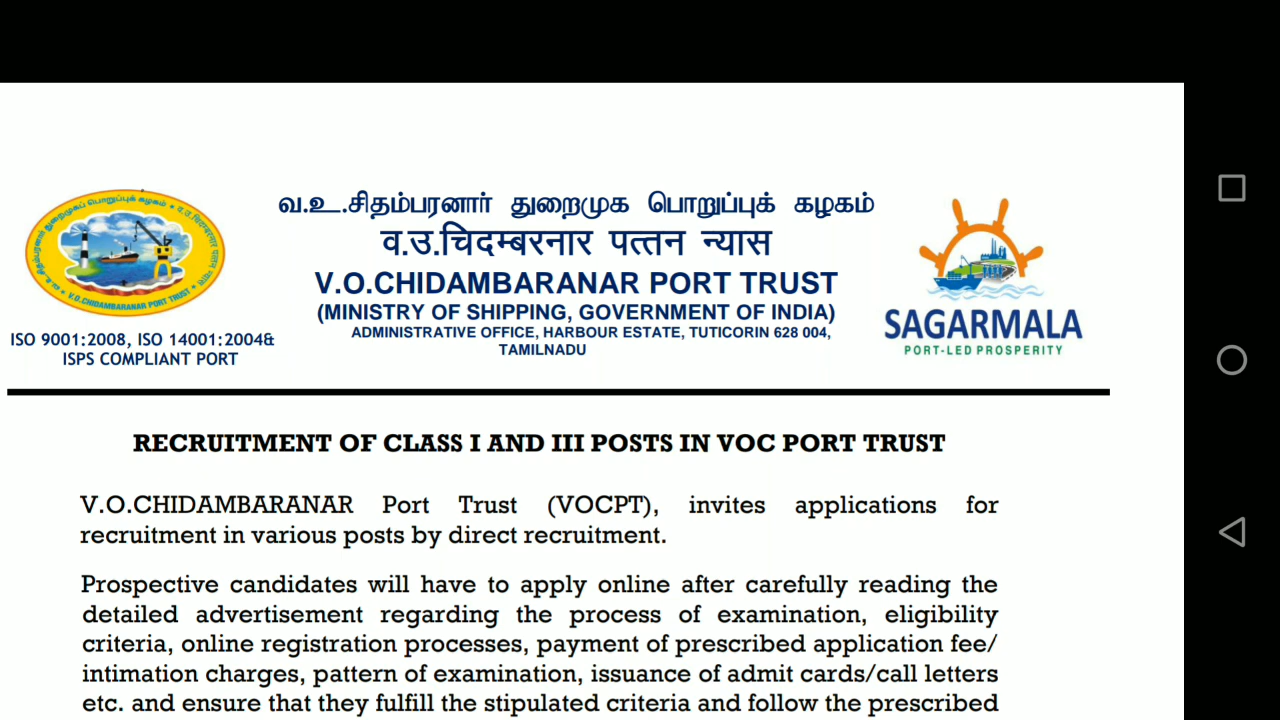 வ.உ.சிதம்பரனார் துறைமுக பொறுப்புக் கழகம்
व.उ.चिदम्बरनार पत्तन न्यास
V.O.CHIDAMBARANAR PORT TRUST
(MINISTRY OF SHIPPING, GOVERNMENT OF INDIA)
ADMINISTRATIVE OFFICE, HARBOUR ESTATE, TUTICORIN 628 004,
TAMILNADU
V.O.CHIDAMBARANAR PORT TRUST
ISO 9001:2008, ISO 14001:2004&
ISPS COMPLIANT PORT
SAGARMALA
PORT-LED PROSPERITY
RECRUITMENT OF CLASS I AND III POSTS IN VOC PORT TRUST
V.O.CHIDAMBARANAR Port Trust (VOCPT), invites applications for
recruitment in various posts by direct recruitment.
Prospective candidates will have to apply online after carefully reading the
detailed advertisement regarding the process of examination, eligibility
criteria, online registration processes, payment of prescribed application fee/
intimation charges, pattern of examination, issuance of admit cards/call letters
etc. and ensure that they fulfill the stipulated criteria and follow the prescribed